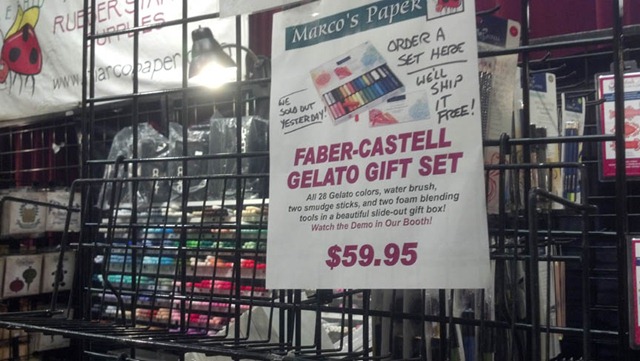 RUBBER STAMP
SUPPLIES
www.marcopaper
Marco's Paper
ORDER A
SET HERE
WE'LL
SHIP
IT
FREE!
WE
SOLD OUT
YESTERDAY!
FABER-CASTELL
GELATO GIFT SET
All 28 Gelato colors, water brush,
two smudge sticks, and two foam blending
tools in a beautiful slide-out gift box!
Watch the Demo in Our Booth!
$59.95